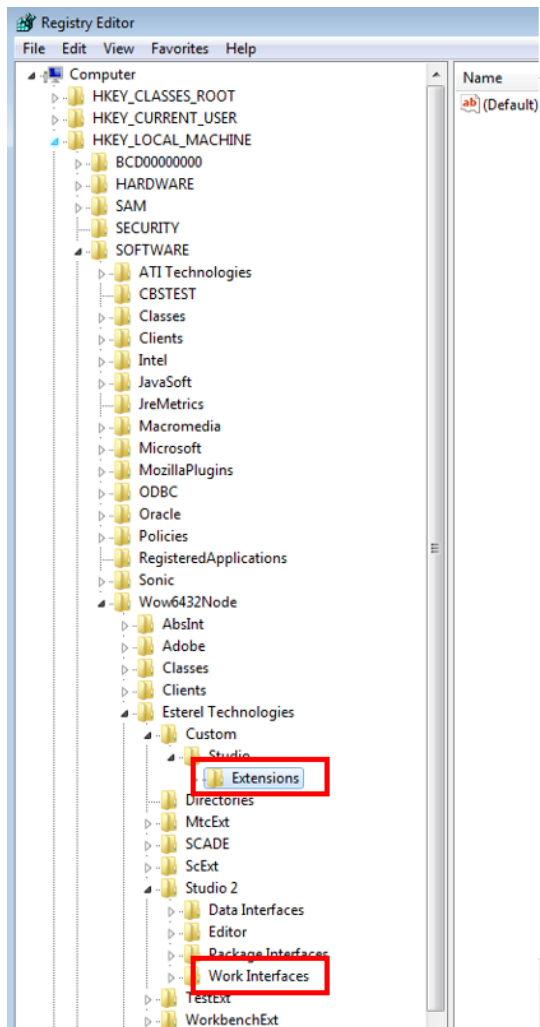 Registry Editor
File Edit View Favorites Help
Computer
HKEY_CLASSES_ROOT
HKEY_CURRENT_USER
HKEY_LOCAL_MACHINE
BCD00000000
HARDWARE
SAM
SECURITY
SOFTWARE
ATI Technologies
CBSTEST
Classes
Clients
Intel
JavaSoft
JreMetrics
Macromedia
Microsoft
MozillaPlugins
ODBC
Oracle
Policies
RegisteredApplications
Sonic
Wow6432Node
AbsInt
Adobe
Classes
Clients
Esterel Technologies
Custom
Studio
Extensions
Directories
MtcExt
SCADE
ScExt
Studio 2
Data Interfaces
Editor
Package Interfaces
Work Interfaces
TestExt
WorkbenchExt
Name
ab (Default)